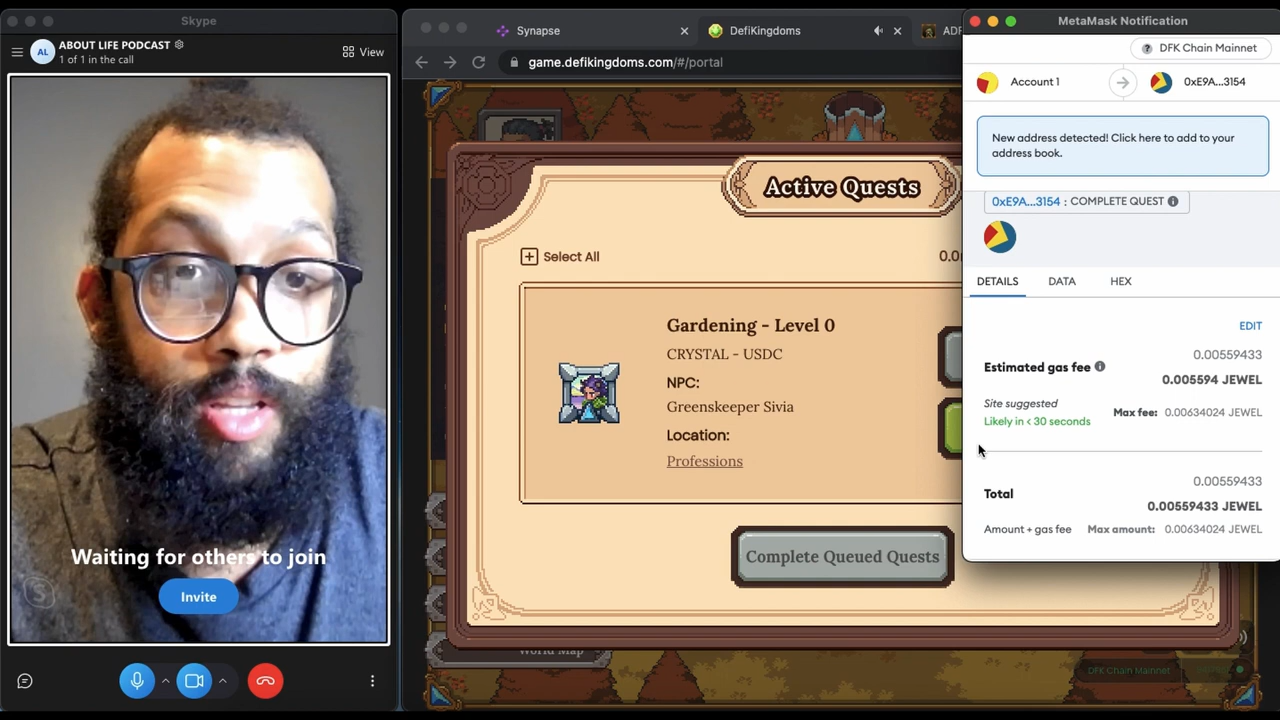 Skype
AL
ABOUT LIFE PODCAST
1 of 1 in the call
View
Waiting for others to join
Invite
Synapse
DefiKingdoms
game.defikingdoms.com/#/portal
Active Quests
Select All
Gardening - Level 0
CRYSTAL - USDC
NPC:
Greenskeeper Sivia
Location:
Professions
Complete Queued Quests
World Map
DFK Chain Mainnet
MetaMask Notification
DFK Chain Mainnet
Account 1
0xE9A...3154
New address detected! Click here to add to your
address book.
0xE9A...3154 : COMPLETE QUEST
DETAILS
DATA
HEX
EDIT
0.00559433
Estimated gas fee
0.005594 JEWEL
Site suggested
Max fee: 0.00634024 JEWEL
Likely in < 30 seconds
0.00559433
Total
0.00559433 JEWEL
Amount + gas fee
Max amount: 0.00634024 JEWEL